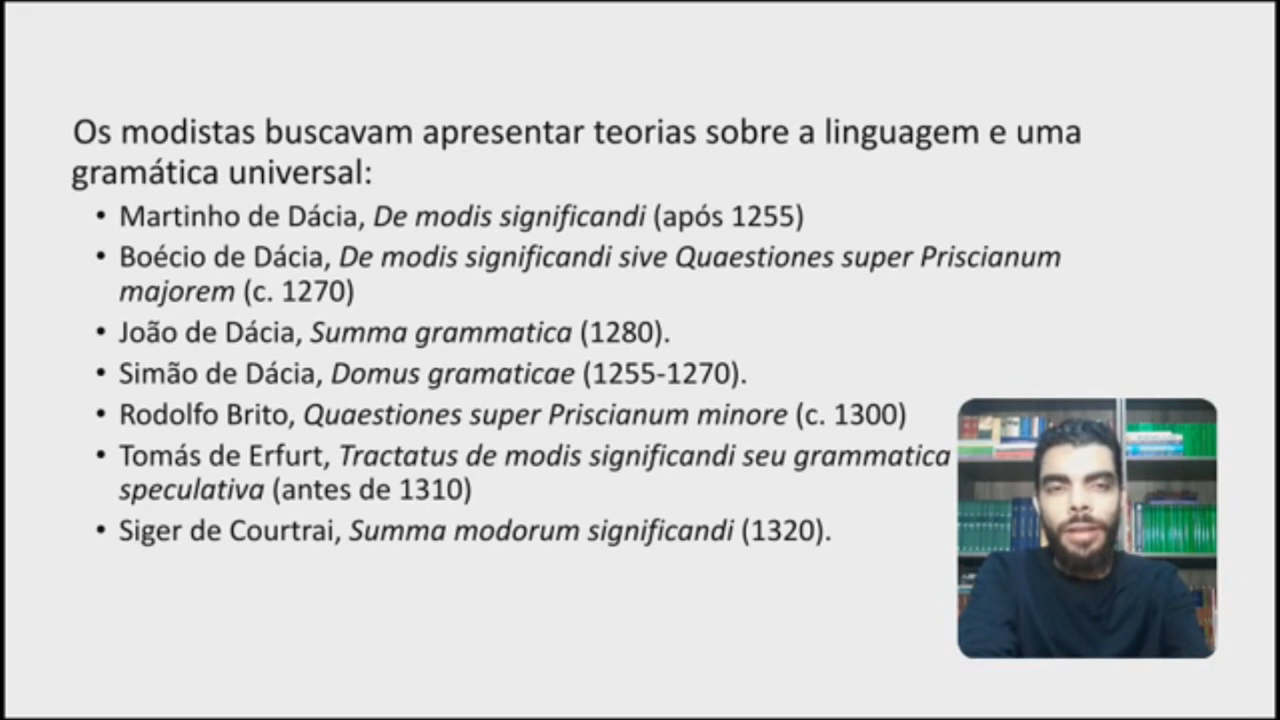 Os modistas buscavam apresentar teorias sobre a linguagem e uma
gramática universal:
• Martinho de Dácia, De modis significandi (após 1255)
• Boécio de Dácia, De modis significandi sive Quaestiones super Priscianum
majorem (c. 1270)
• João de Dácia, Summa grammatica (1280).
• Simão de Dácia, Domus gramaticae (1255-1270).
• Rodolfo Brito, Quaestiones super Priscianum minore (c. 1300)
• Tomás de Erfurt, Tractatus de modis significandi seu grammatica
speculativa (antes de 1310)
• Siger de Courtrai, Summa modorum significandi (1320).